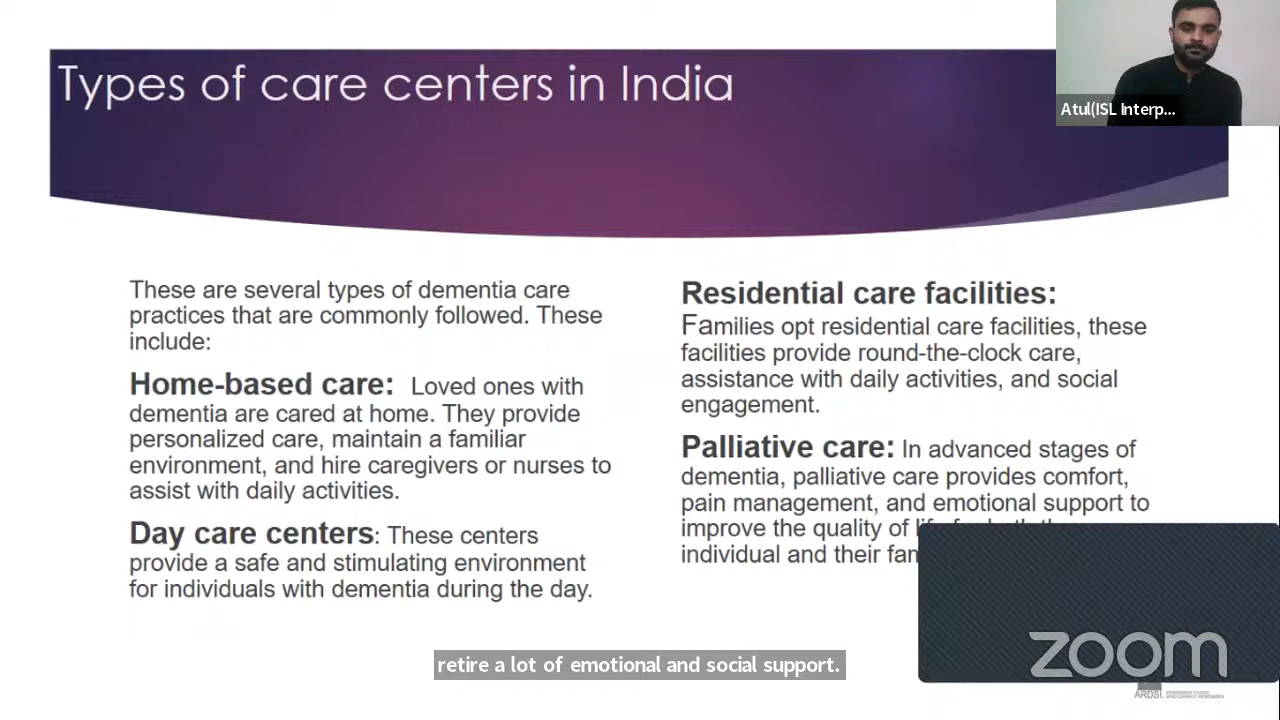 Types of care centers in India
Atul(ISL Interp...
These are several types of dementia care
practices that are commonly followed. These
include:
Home-based care: Loved ones with
dementia are cared at home. They provide
personalized care, maintain a familiar
environment, and hire caregivers or nurses to
assist with daily activities.
Day care centers: These centers
provide a safe and stimulating environment
for individuals with dementia during the day.
Residential care facilities:
Families opt residential care facilities, these
facilities provide round-the-clock care,
assistance with daily activities, and social
engagement.
Palliative care: In advanced stages of
dementia, palliative care provides comfort,
pain management, and emotional support to
improve the quality of
individual and their
retire a lot of emotional and social support.
zoom
ARDSI